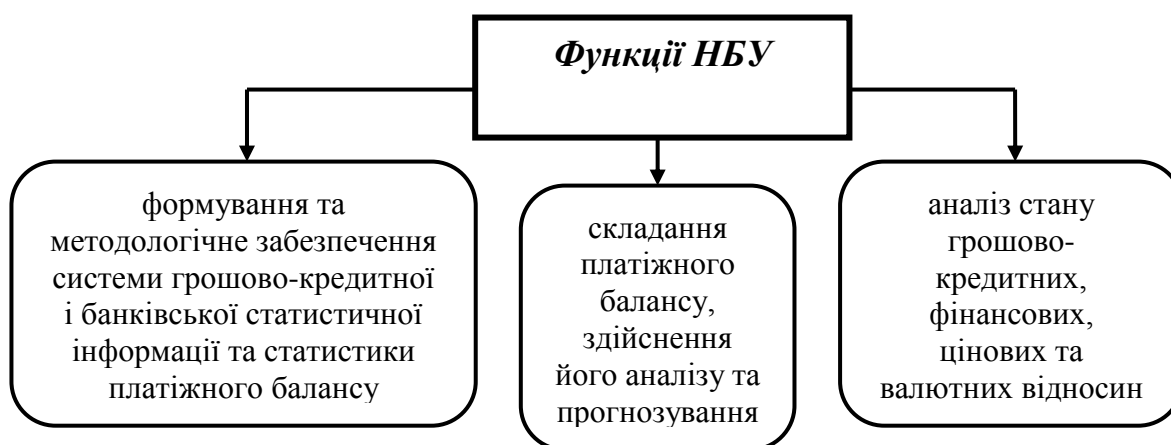 Функції НБУ
формування та
методологічне забезпечення
системи грошово-кредитної
і банківської статистичної
інформації та статистики
платіжного балансу
складання
платіжного
балансу,
здійснення
його аналізу та
прогнозування
аналіз стану
грошово-
кредитних,
фінансових,
цінових та
валютних відносин